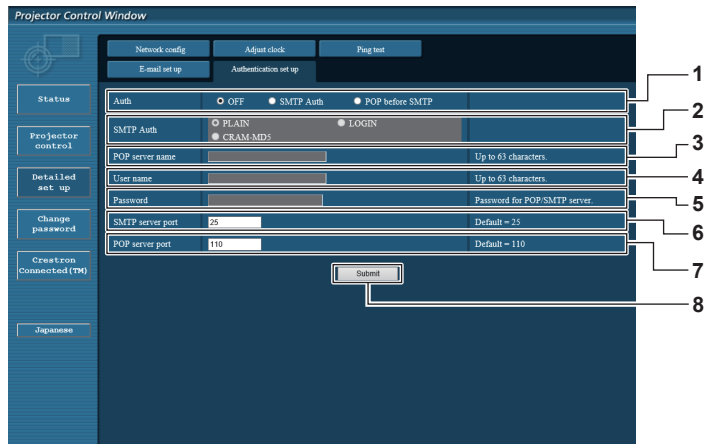 Projector Control Window
Network config Adjust clock Ping test
E-mail set up Authentication set up
Status
Projector
control
Detailed
set up
Change
password
Crestron
Connected(TM)
Japanese
Auth OFF SMTP Auth POP before SMTP
SMTP Auth PLAIN LOGIN
CRAM-MD5
POP server name Up to 63 characters.
User name Up to 63 characters.
Password Password for POP/SMTP server.
SMTP server port 25 Default = 25
POP server port 110 Default = 110
Submit
1
2
3
4
5
6
7
8